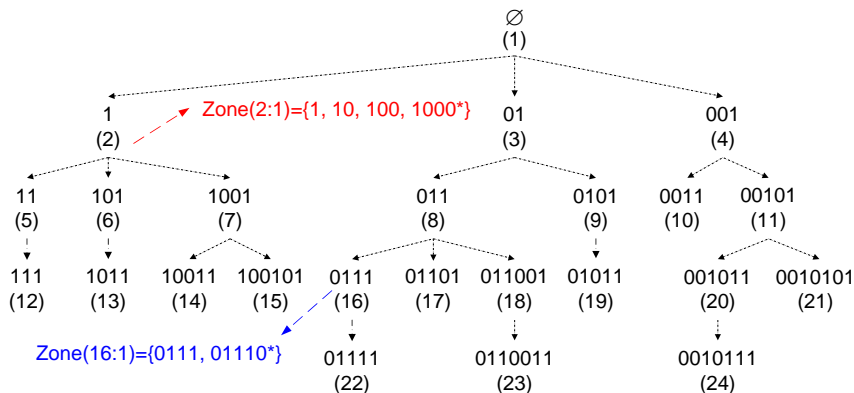 ∅
(1)
1 Zone(2:1)={1, 10, 100, 1000*} 01 001
(2) (3) (4)
11 101 1001 011 0101 0011 00101
(5) (6) (7) (8) (9) (10) (11)
111 1011 10011 100101 0111 01101 011001 01011 001011 0010101
(12) (13) (14) (15) (16) (17) (18) (19) (20) (21)
Zone(16:1)={0111, 01110*} 01111 0110011 0010111
(22) (23) (24)